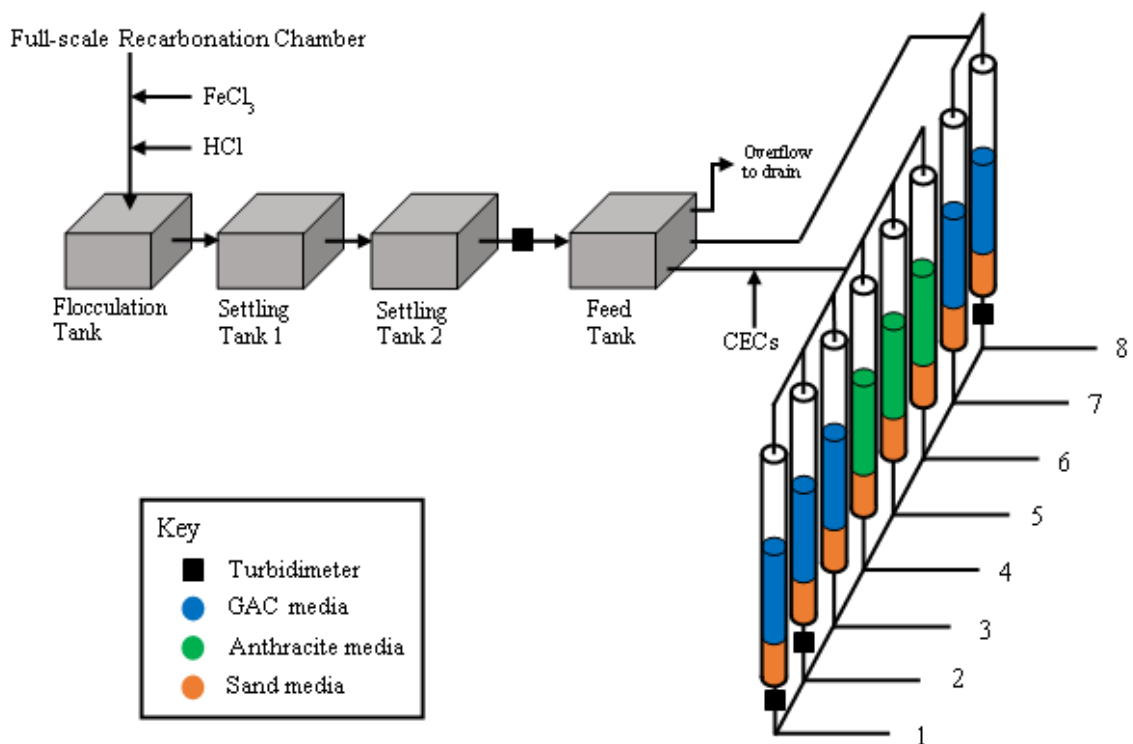 Full-scale Recarbonation Chamber
FeCl3
HCl
Overflow
to drain
Flocculation
Tank
Settling
Tank 1
Settling
Tank 2
Feed
Tank
CECs
8
7
6
5
4
3
2
1
Key
Turbidimeter
GAC media
Anthracite media
Sand media